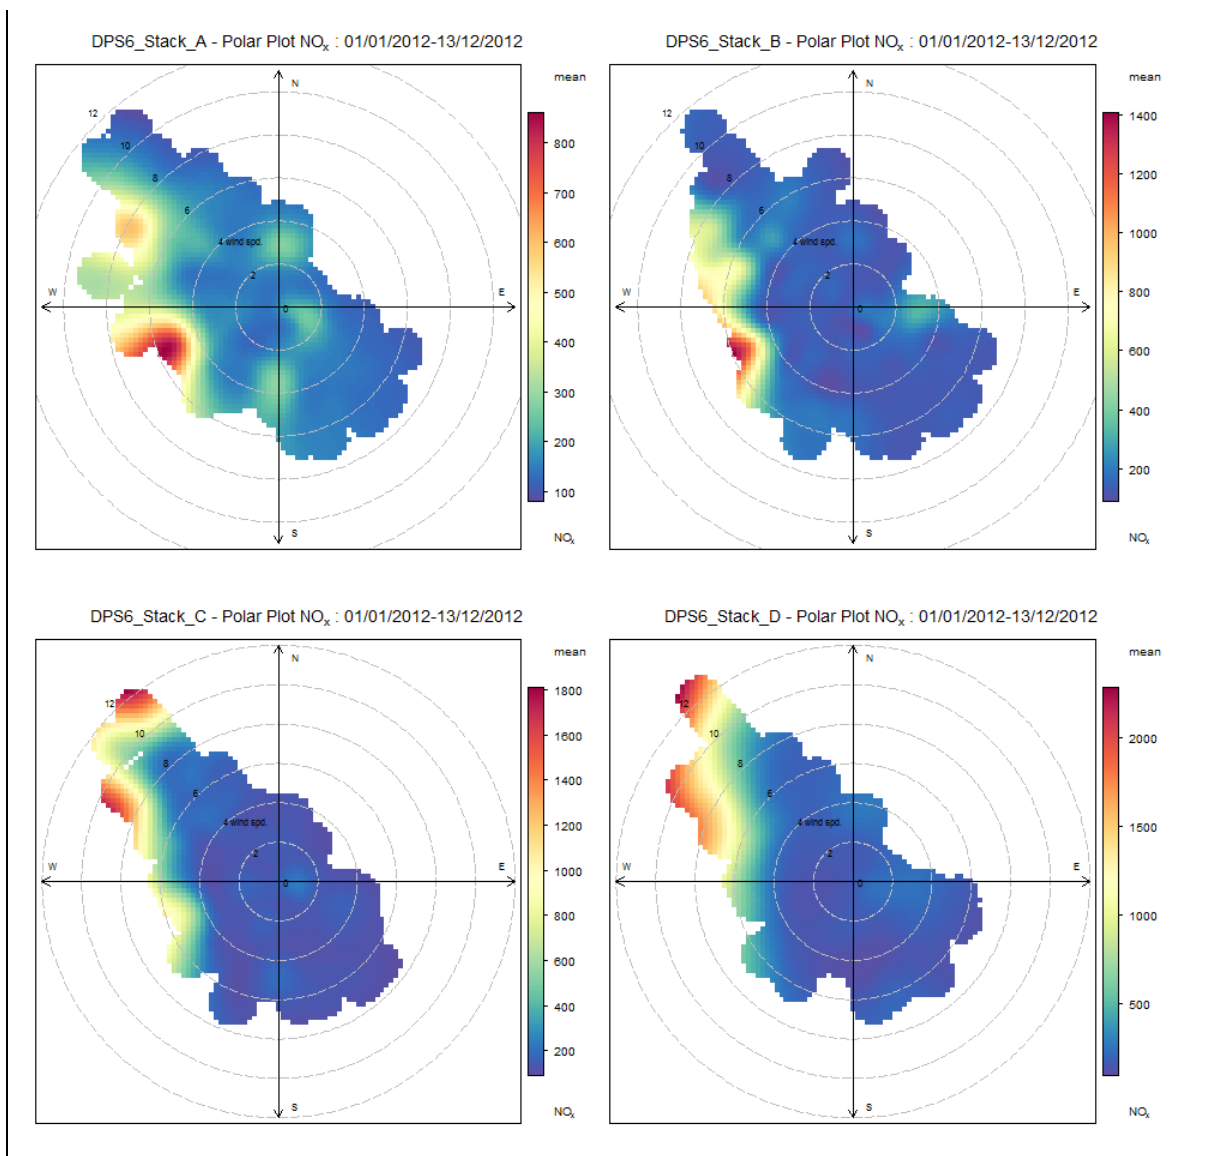 DPS6_Stack_A - Polar Plot NOₓ : 01/01/2012-13/12/2012
mean
N
12
10
8
6
4 wind spd.
2
0
W
E
S
800
700
600
500
400
300
200
100
NOₓ
DPS6_Stack_B - Polar Plot NOₓ : 01/01/2012-13/12/2012
mean
N
12
10
8
6
4 wind spd.
2
0
W
E
S
1400
1200
1000
800
600
400
200
NOₓ
DPS6_Stack_C - Polar Plot NOₓ : 01/01/2012-13/12/2012
mean
N
12
10
8
6
4 wind spd.
2
0
W
E
S
1800
1600
1400
1200
1000
800
600
400
200
NOₓ
DPS6_Stack_D - Polar Plot NOₓ : 01/01/2012-13/12/2012
mean
N
12
10
8
6
4 wind spd.
2
0
W
E
S
2000
1500
1000
500
NOₓ